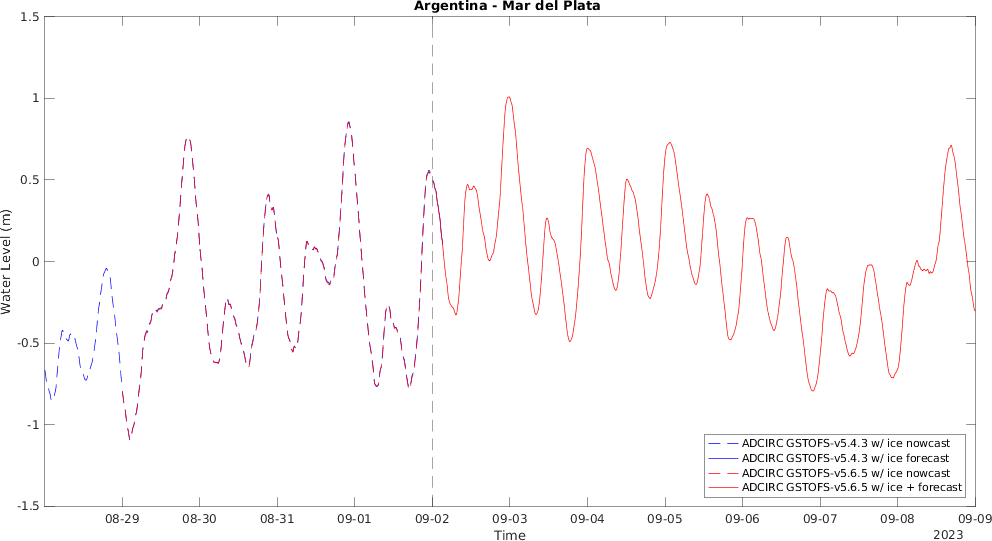 Argentina - Mar del Plata
Water Level (m)
1.5
1
0.5
0
-0.5
-1
-1.5
ADCIRC GSTOFS-v5.4.3 w/ ice nowcast
ADCIRC GSTOFS-v5.4.3 w/ ice forecast
ADCIRC GSTOFS-v5.6.5 w/ ice nowcast
ADCIRC GSTOFS-v5.6.5 w/ ice + forecast
08-29 08-30 08-31 09-01 09-02 09-03 09-04 09-05 09-06 09-07 09-08 09-09
Time
2023